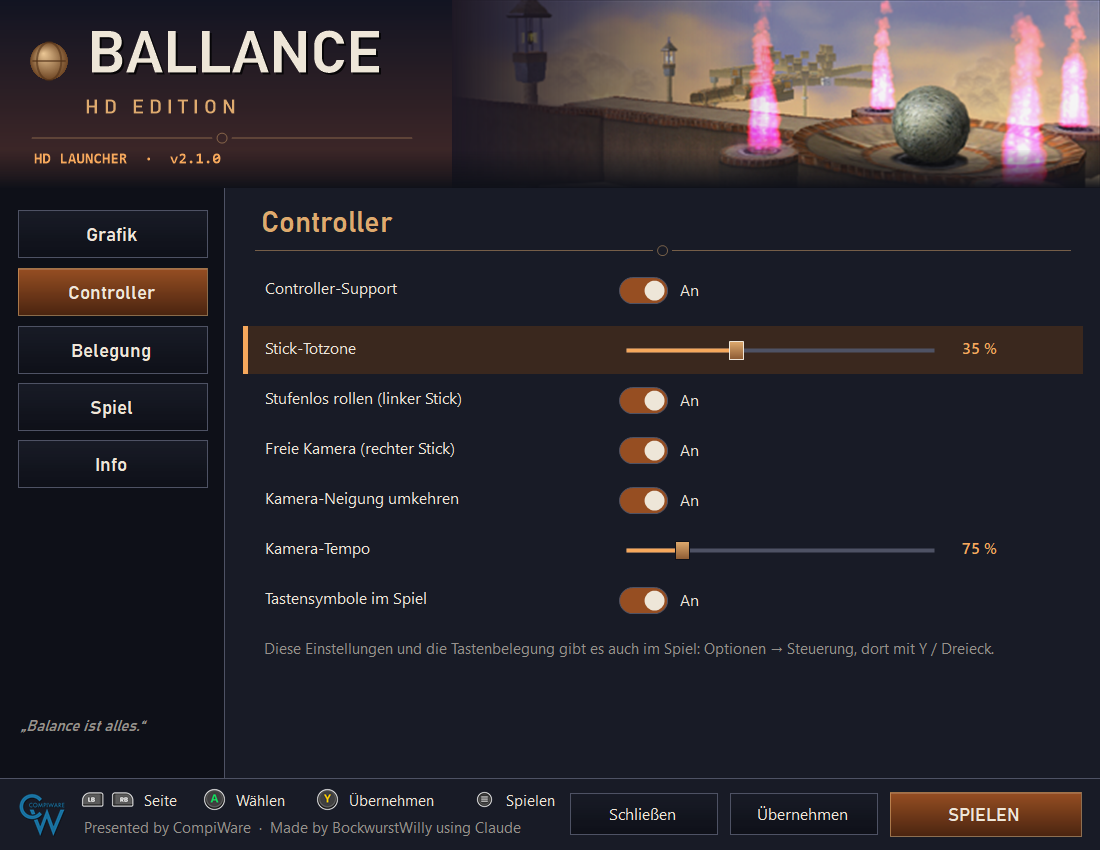 BALLANCE
HD EDITION
HD LAUNCHER · v2.1.0
Grafik
Controller
Belegung
Spiel
Info
„Balance ist alles.“
Controller
Controller-Support An
Stick-Totzone 35 %
Stufenlos rollen (linker Stick) An
Freie Kamera (rechter Stick) An
Kamera-Neigung umkehren An
Kamera-Tempo 75 %
Tastensymbole im Spiel An
Diese Einstellungen und die Tastenbelegung gibt es auch im Spiel: Optionen → Steuerung, dort mit Y / Dreieck.
COMPIWARE
LB RB Seite A Wählen Y Übernehmen Spielen
Presented by CompiWare · Made by BockwurstWilly using Claude
Schließen Übernehmen SPIELEN